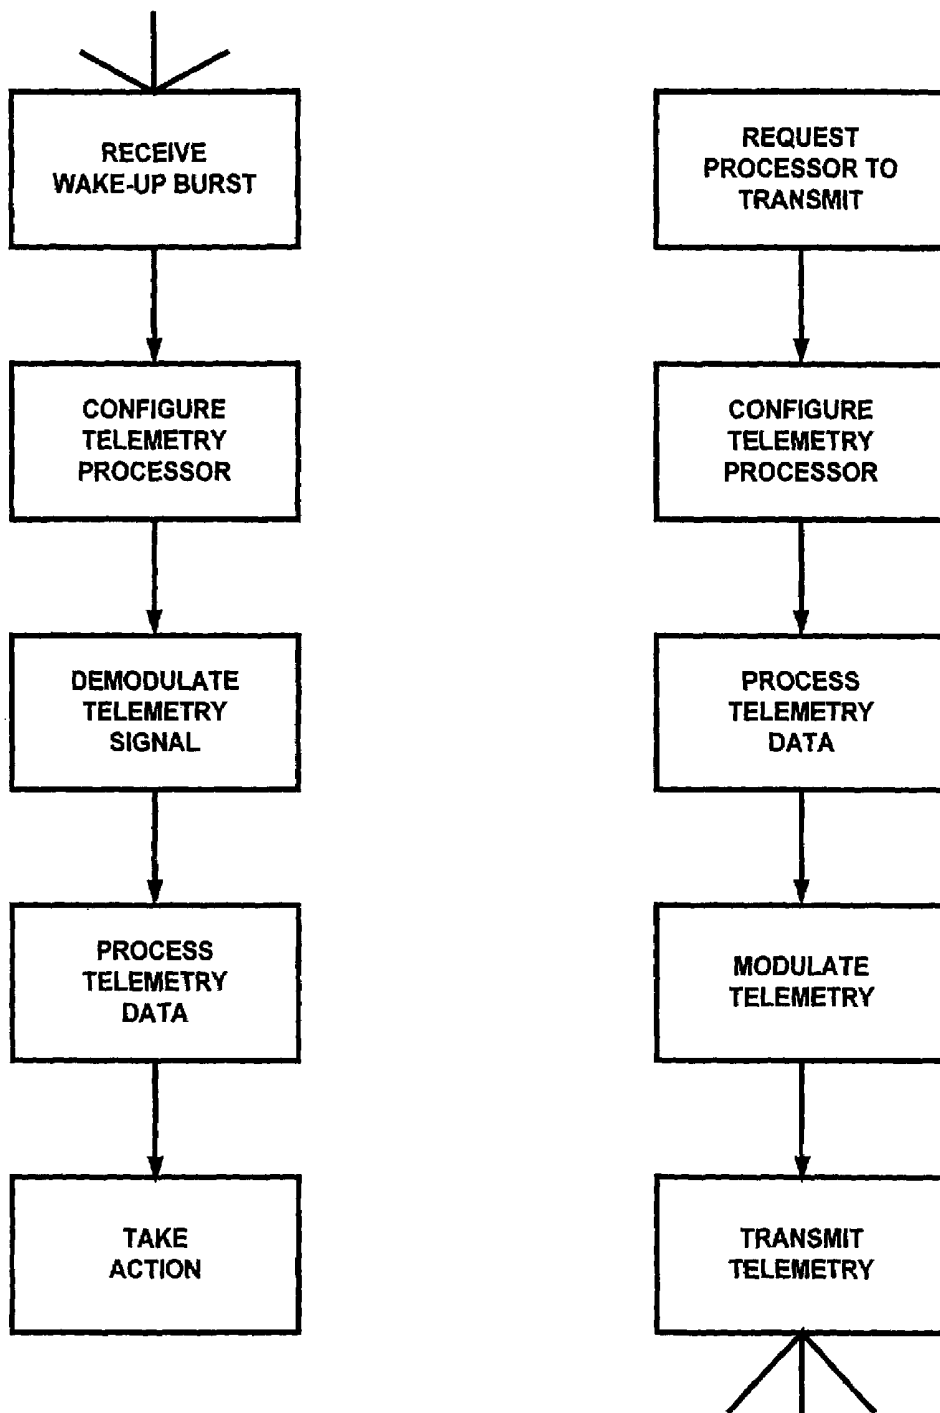 RECEIVE
WAKE-UP BURST
CONFIGURE
TELEMETRY
PROCESSOR
DEMODULATE
TELEMETRY
SIGNAL
PROCESS
TELEMETRY
DATA
TAKE
ACTION
REQUEST
PROCESSOR TO
TRANSMIT
CONFIGURE
TELEMETRY
PROCESSOR
PROCESS
TELEMETRY
DATA
MODULATE
TELEMETRY
TRANSMIT
TELEMETRY